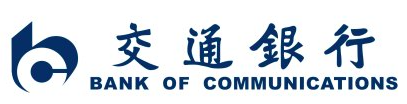 交通銀行
BANK OF COMMUNICATIONS